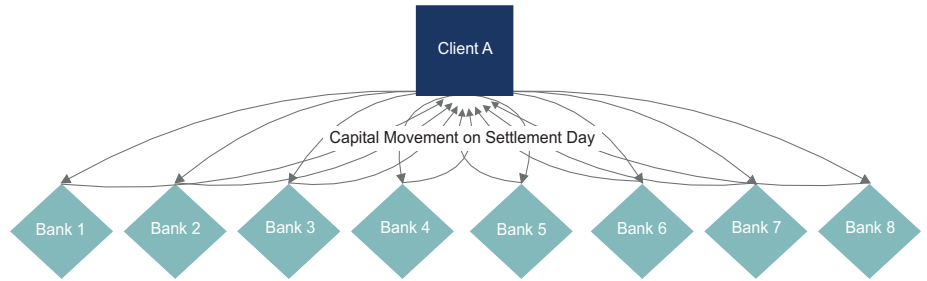 Client A
Capital Movement on Settlement Day
Bank 1
Bank 2
Bank 3
Bank 4
Bank 5
Bank 6
Bank 7
Bank 8